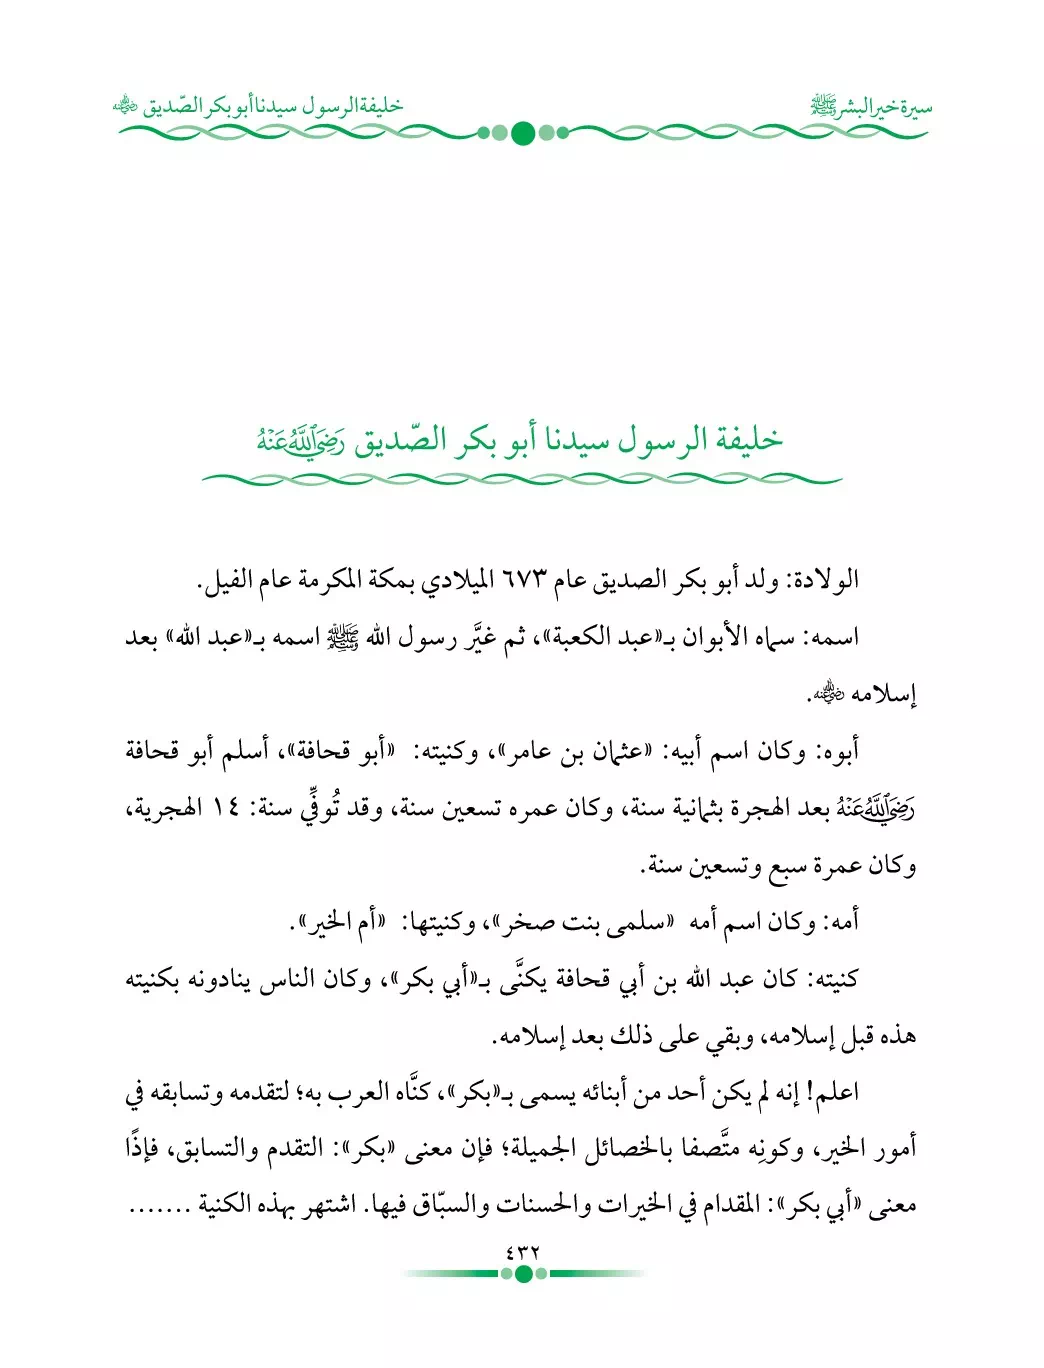 سيرة خير البشر ﷺ
خليفة الرسول سيدنا أبو بكر الصّديق رضي الله عنه
خليفة الرسول سيدنا أبو بكر الصّديق رَضِيَ اللَّهُ عَنْهُ
الولادة: ولد أبو بكر الصديق عام ٦٧٣ الميلادي بمكة المكرمة عام الفيل.
اسمه: سماه الأبوان بـ«عبد الكعبة»، ثم غيَّر رسول الله ﷺ اسمه بـ«عبد الله» بعد
إسلامه رضي الله عنه.
أبوه: وكان اسم أبيه: «عثمان بن عامر»، وكنيته: «أبو قحافة»، أسلم أبو قحافة
رَضِيَ اللَّهُ عَنْهُ بعد الهجرة بثمانية سنة، وكان عمره تسعين سنة، وقد تُوفِّي سنة: ١٤ الهجرية،
وكان عمرة سبع وتسعين سنة.
أمه: وكان اسم أمه «سلمى بنت صخر»، وكنيتها: «أم الخير».
كنيته: كان عبد الله بن أبي قحافة يكنَّى بـ«أبي بكر»، وكان الناس ينادونه بكنيته
هذه قبل إسلامه، وبقي على ذلك بعد إسلامه.
اعلم! إنه لم يكن أحد من أبنائه يسمى بـ«بكر»، كنَّاه العرب به؛ لتقدمه وتسابقه في
أمور الخير، وكونِه متَّصفا بالخصائل الجميلة؛ فإن معنى «بكر»: التقدم والتسابق، فإذًا
معنى «أبي بكر»: المقدام في الخيرات والحسنات والسبّاق فيها. اشتهر بهذه الكنية .......
٤٣٢